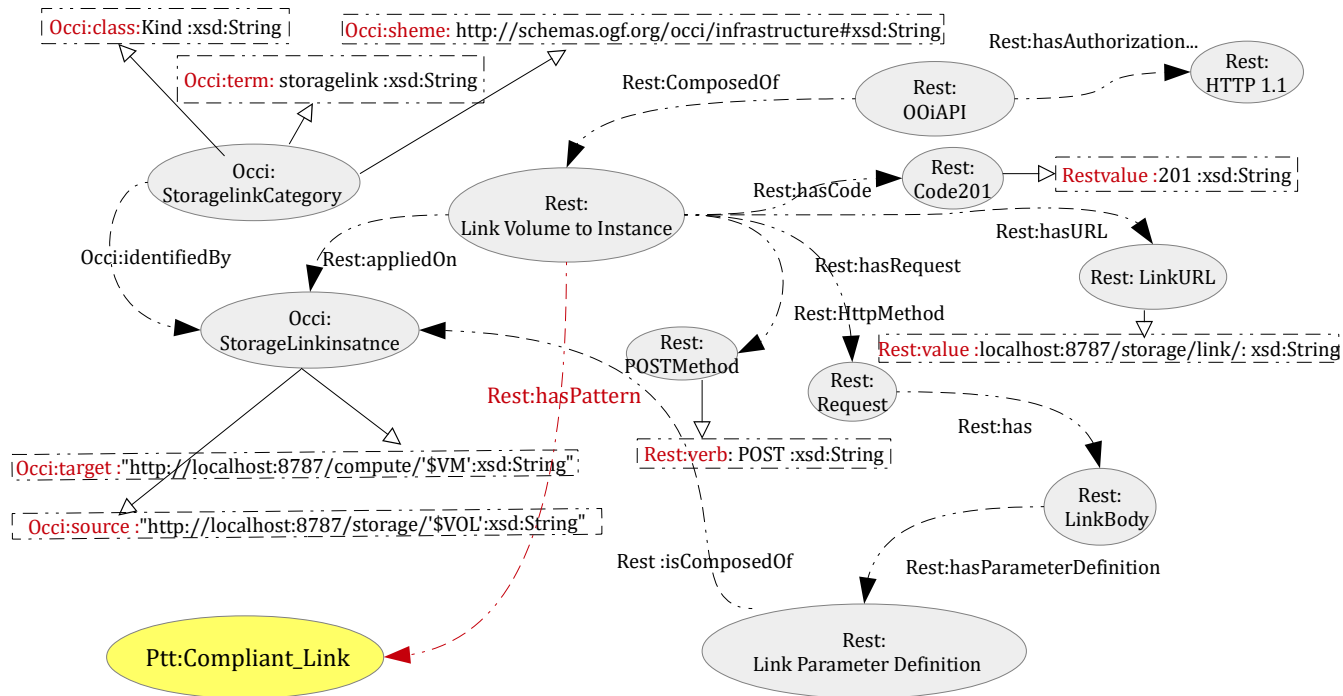 Occi:class:Kind :xsd:String
Occi:sheme: http://schemas.ogf.org/occi/infrastructure#xsd:String
Rest:hasAuthorization...
Rest:
HTTP 1.1
Occi:term: storagelink :xsd:String
Rest:ComposedOf
Rest:
OOiAPI
Occi:
StoragelinkCategory
Rest:hasCode
Rest:
Code201
Restvalue :201 :xsd:String
Rest:
Link Volume to Instance
Rest:hasURL
Occi:identifiedBy
Rest:appliedOn
Rest:hasRequest
Rest: LinkURL
Occi:
StorageLinkinsatnce
Rest:HttpMethod
Rest:
POSTMethod
Rest:value :localhost:8787/storage/link/: xsd:String
Rest:hasPattern
Rest:
Request
Rest:has
Rest:verb: POST :xsd:String
Occi:target :"http://localhost:8787/compute/'$VM':xsd:String"
Occi:source :"http://localhost:8787/storage/'$VOL':xsd:String"
Rest:
LinkBody
Rest :isComposedOf
Rest:hasParameterDefinition
Ptt:Compliant_Link
Rest:
Link Parameter Definition